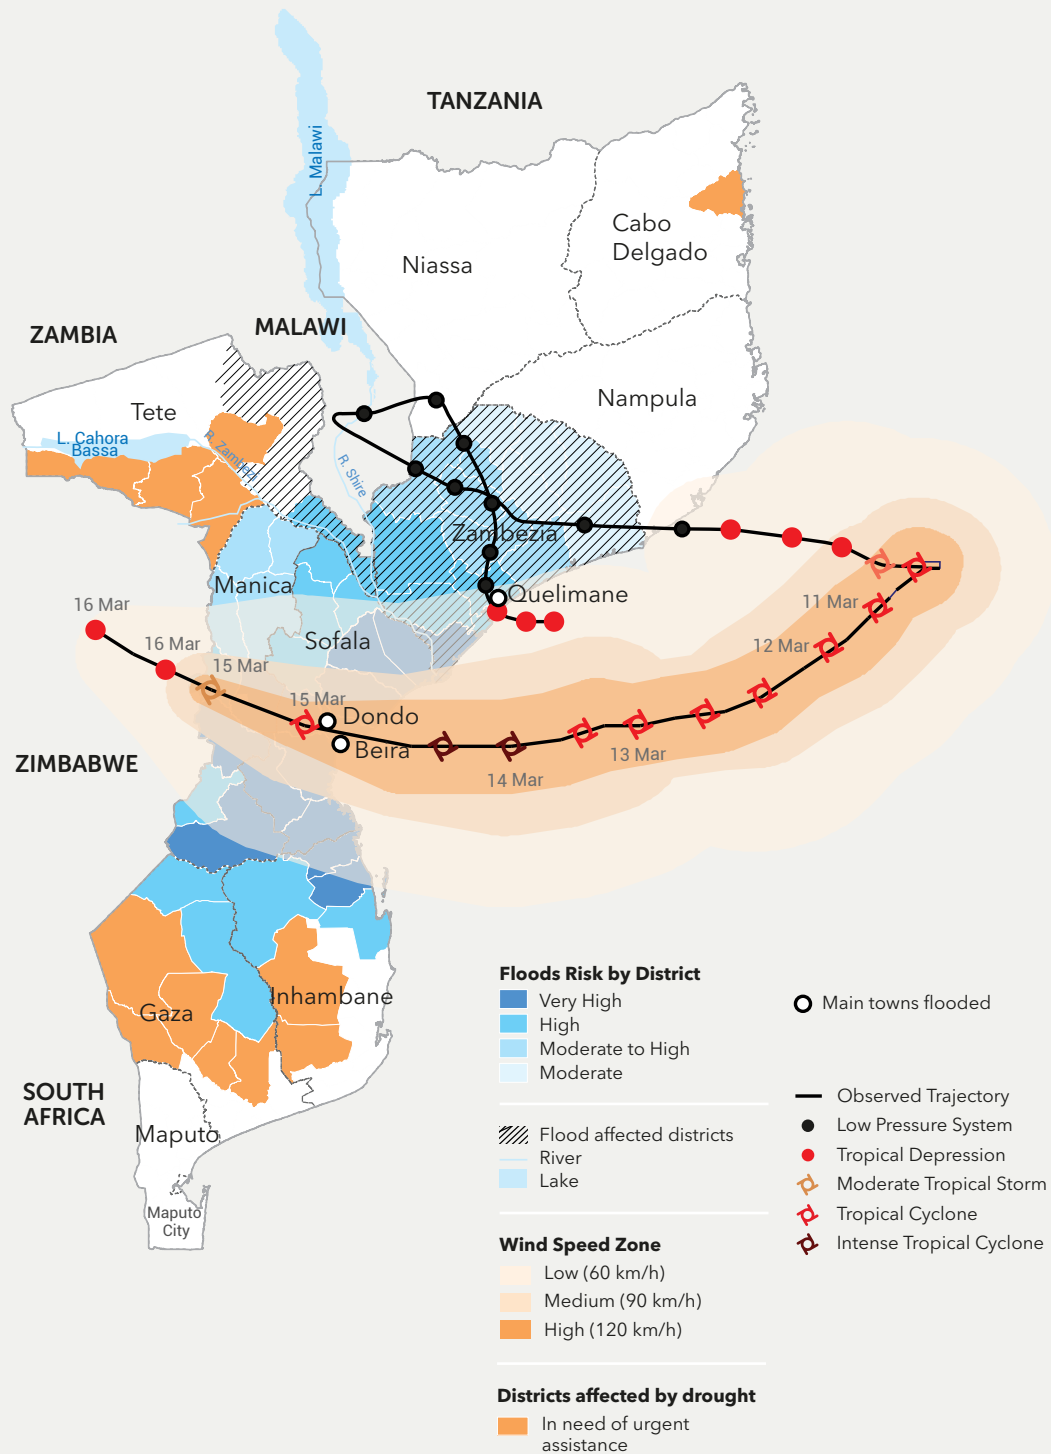 TANZANIA
L. Malawi
Cabo
Delgado
Niassa
MALAWI
ZAMBIA
Nampula
Tete
L. Cahora
Bassa
R. Zambezi
R. Shire
Zambezia
Manica
Quelimane
11 Mar
16 Mar
Sofala
12 Mar
16 Mar
15 Mar
15 Mar
Dondo
Beira
13 Mar
ZIMBABWE
14 Mar
Inhambane
Gaza
SOUTH
AFRICA
Maputo
Maputo
City
Floods Risk by District
Very High
High
Moderate to High
Moderate
Flood affected districts
River
Lake
Wind Speed Zone
Low (60 km/h)
Medium (90 km/h)
High (120 km/h)
Districts affected by drought
In need of urgent
assistance
Main towns flooded
Observed Trajectory
Low Pressure System
Tropical Depression
Moderate Tropical Storm
Tropical Cyclone
Intense Tropical Cyclone